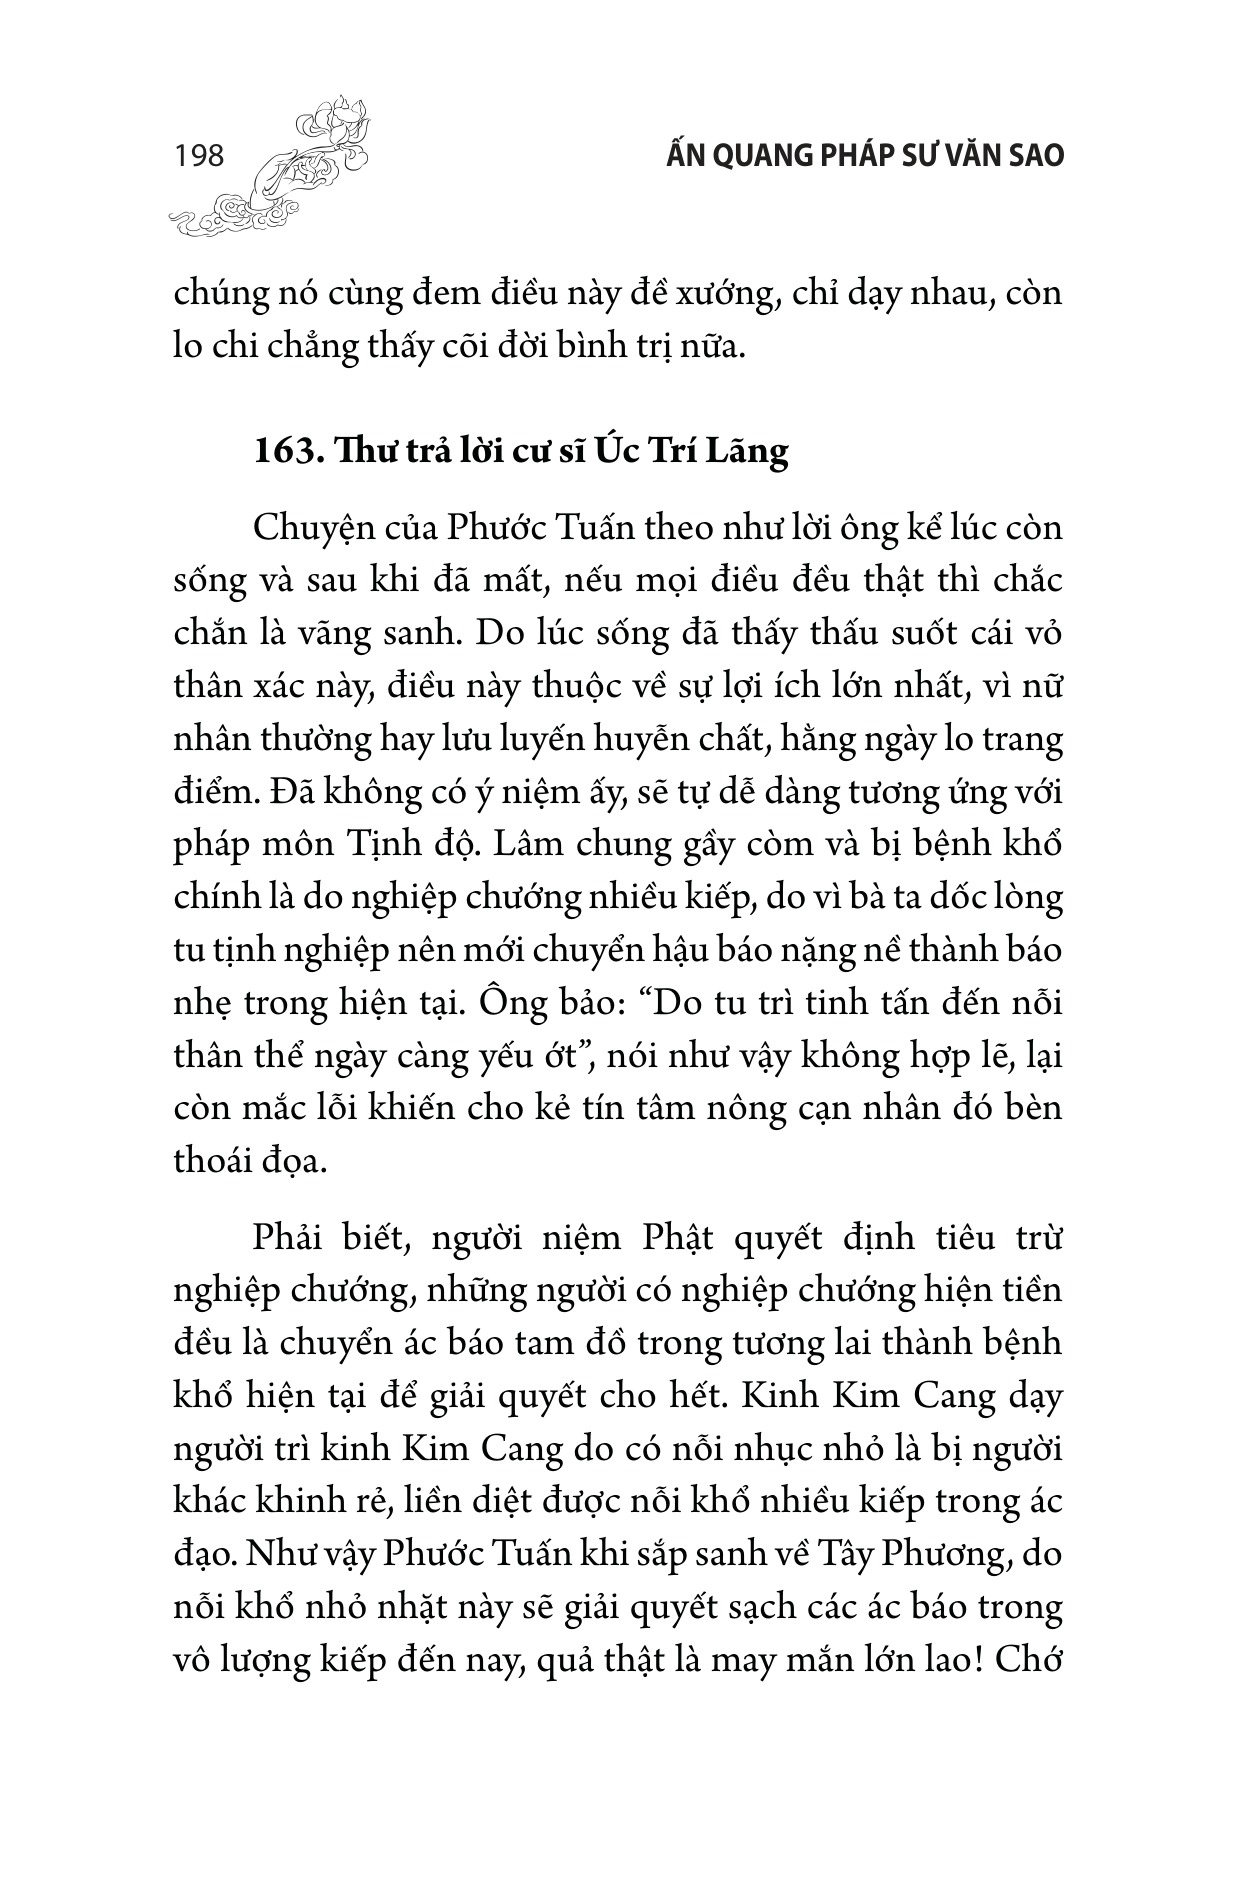 198
ẤN QUANG PHÁP SƯ VĂN SAO
chúng nó cùng đem điều này đề xướng, chỉ dạy nhau, còn
lo chi chẳng thấy cõi đời bình trị nữa.
163. Thư trả lời cư sĩ Úc Trí Lãng
Chuyện của Phước Tuấn theo như lời ông kể lúc còn
sống và sau khi đã mất, nếu mọi điều đều thật thì chắc
chắn là vãng sanh. Do lúc sống đã thấy thấu suốt cái vỏ
thân xác này, điều này thuộc về sự lợi ích lớn nhất, vì nữ
nhân thường hay lưu luyến huyễn chất, hằng ngày lo trang
điểm. Đã không có ý niệm ấy, sẽ tự dễ dàng tương ứng với
pháp môn Tịnh độ. Lâm chung gầy còm và bị bệnh khổ
chính là do nghiệp chướng nhiều kiếp, do vì bà ta dốc lòng
tu tịnh nghiệp nên mới chuyển hậu báo nặng nề thành báo
nhẹ trong hiện tại. Ông bảo: “Do tu trì tinh tấn đến nỗi
thân thể ngày càng yếu ớt”, nói như vậy không hợp lẽ, lại
còn mắc lỗi khiến cho kẻ tín tâm nông cạn nhân đó bèn
thoái đọa.
Phải biết, người niệm Phật quyết định tiêu trừ
nghiệp chướng, những người có nghiệp chướng hiện tiền
đều là chuyển ác báo tam đồ trong tương lai thành bệnh
khổ hiện tại để giải quyết cho hết. Kinh Kim Cang dạy
người trì kinh Kim Cang do có nỗi nhục nhỏ là bị người
khác khinh rẻ, liền diệt được nỗi khổ nhiều kiếp trong ác
đạo. Như vậy Phước Tuấn khi sắp sanh về Tây Phương, do
nỗi khổ nhỏ nhặt này sẽ giải quyết sạch các ác báo trong
vô lượng kiếp đến nay, quả thật là may mắn lớn lao! Chớ